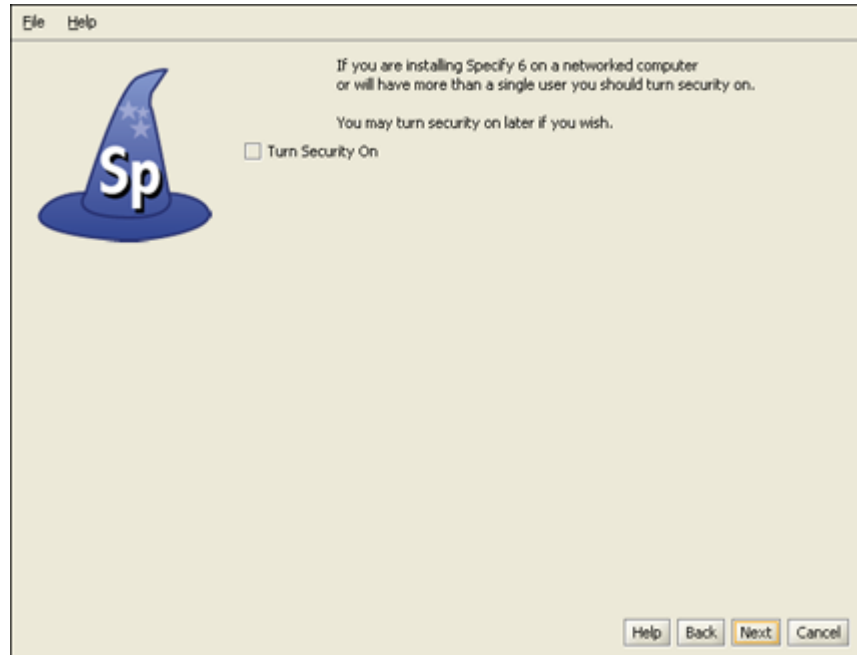 File Help
If you are installing Specify 6 on a networked computer
or will have more than a single user you should turn security on.
You may turn security on later if you wish.
Turn Security On
Sp
Help Back Next Cancel